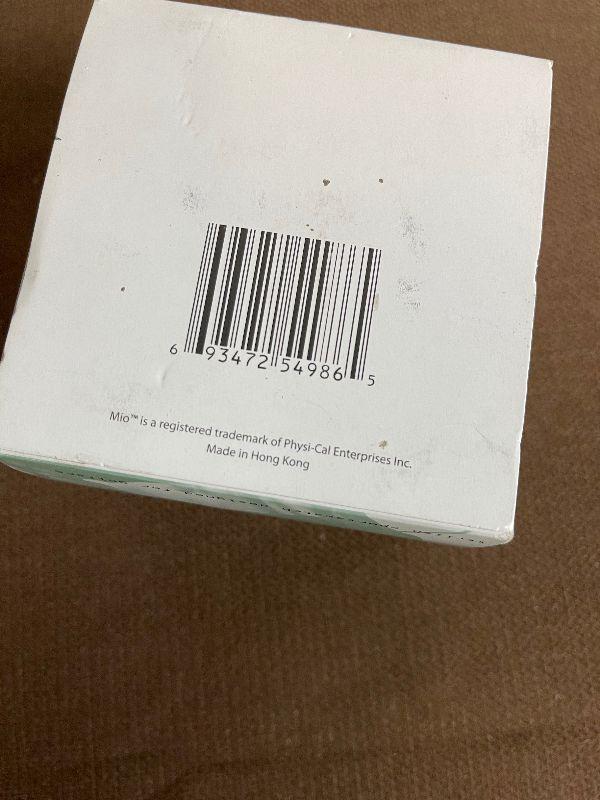 6 93472 54986 5
Mio™ is a registered trademark of Physi-Cal Enterprises Inc.
Made in Hong Kong